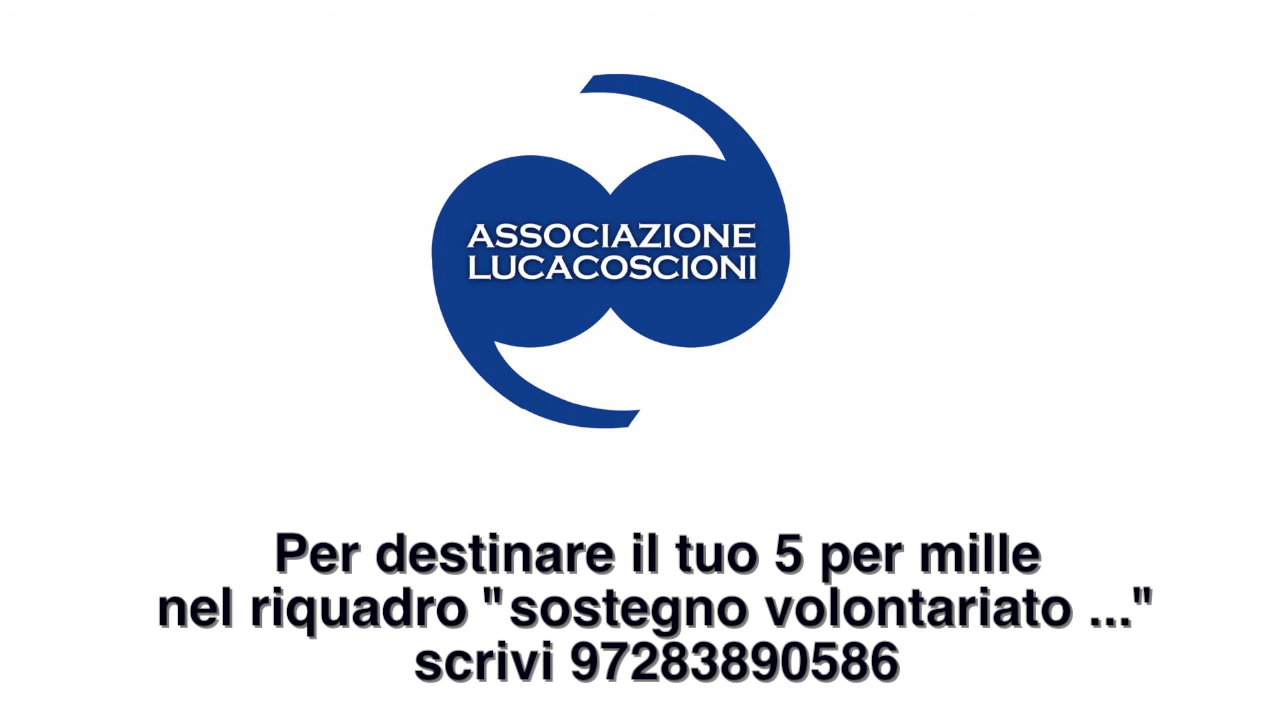 ASSOCIAZIONE
LUCACOSCIONI
Per destinare il tuo 5 per mille
nel riquadro "sostegno volontariato ..."
scrivi 97283890586